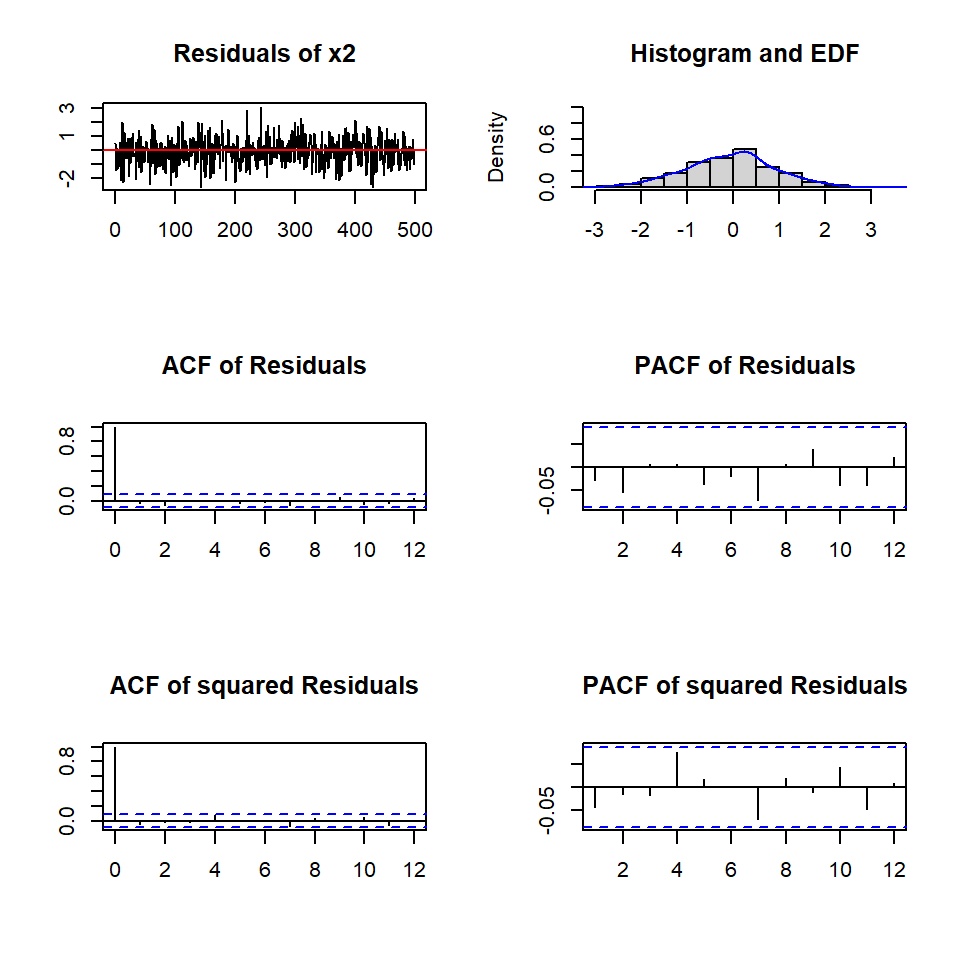 Residuals of x2
3
1
-2
0 100 200 300 400 500
Histogram and EDF
Density
0.6
0.0
-3 -2 -1 0 1 2 3
ACF of Residuals
0.8
0.0
0 2 4 6 8 10 12
PACF of Residuals
-0.05
2 4 6 8 10 12
ACF of squared Residuals
0.8
0.0
0 2 4 6 8 10 12
PACF of squared Residuals
-0.05
2 4 6 8 10 12